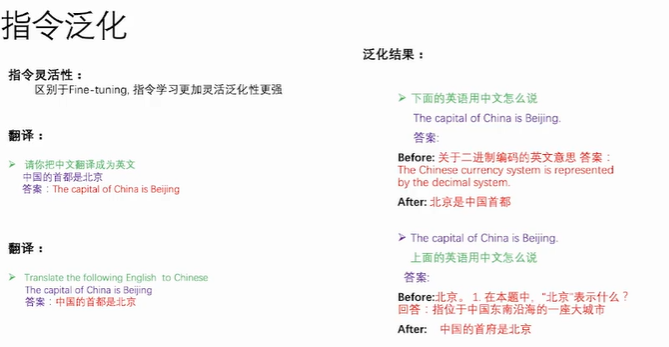 指令泛化
指令灵活性：
区别于Fine-tuning, 指令学习更加灵活泛化性更强
翻译：
请你把中文翻译成为英文
中国的首都是北京
答案：The capital of China is Beijing
翻译：
Translate the following English to Chinese
The capital of China is Beijing
答案：中国的首都是北京
泛化结果：
下面的英语用中文怎么说
The capital of China is Beijing.
答案:
Before: 关于二进制编码的英文意思 答案：
The Chinese currency system is represented
by the decimal system.
After: 北京是中国首都
The capital of China is Beijing.
上面的英语用中文怎么说
答案:
Before:北京。 1. 在本题中，“北京”表示什么？
回答：指位于中国东南沿海的一座大城市
After: 中国的首府是北京